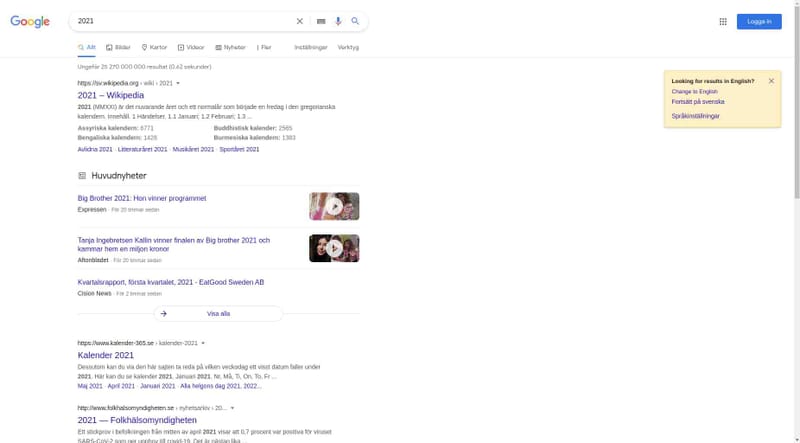 Google
2021
Logga in
Allt
Bilder
Kartor
Videor
Nyheter
Fler
Inställningar
Verktyg
Ungefär 25 270 000 000 resultat (0,62 sekunder)
Looking for results in English?
Change to English
Fortsätt på svenska
Språkinställningar
https://sv.wikipedia.org › wiki › 2021
2021 – Wikipedia
2021 (MMXXI) är det nuvarande året och ett normalår som började en fredag i den gregorianska
kalendern. Innehåll. 1 Händelser. 1.1 Januari; 1.2 Februari; 1.3 ...
Assyriska kalendern: 6771 Buddhistisk kalender: 2565
Bengaliska kalendern: 1428 Burmesiska kalendern: 1383
Avlidna 2021 · Litteraturåret 2021 · Musikåret 2021 · Sportåret 2021
Huvudnyheter
Big Brother 2021: Hon vinner programmet
Expressen · För 20 timmar sedan
Tanja Ingebretsen Kallin vinner finalen av Big brother 2021 och
kammar hem en miljon kronor
Aftonbladet · För 20 timmar sedan
Kvartalsrapport, första kvartalet, 2021 - EatGood Sweden AB
Cision News · För 2 timmar sedan
Visa alla
https://www.kalender-365.se › kalender-2021
Kalender 2021
Dessutom kan du via den här sajten ta reda på vilken veckodag ett visst datum faller under
2021. Här kan du se kalender 2021. Januari 2021. Nr, Må, Ti, On, To, Fr ...
Maj 2021 · April 2021 · Januari 2021 · Alla helgons dag 2021, 2022...
http://www.folkhalsomyndigheten.se › nyhetsarkiv › 20...
2021 — Folkhälsomyndigheten
Ett stickprov i befolkningen från mitten av april 2021 visar att 0,7 procent var positiva för viruset
SARS-CoV-2 som ger upphov till covid-19. Det är nästan lika ...